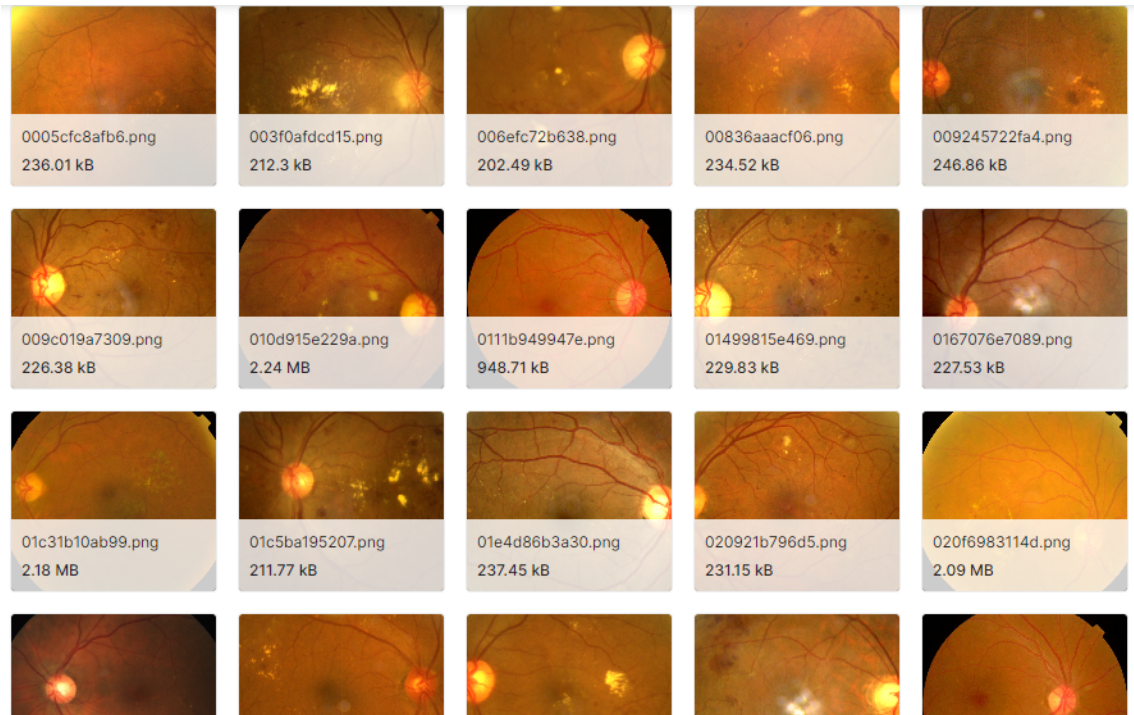 0005cfc8afb6.png
236.01 kB
003f0afdcd15.png
212.3 kB
006efc72b638.png
202.49 kB
00836aaacf06.png
234.52 kB
009245722fa4.png
246.86 kB
009c019a7309.png
226.38 kB
010d915e229a.png
2.24 MB
0111b949947e.png
948.71 kB
01499815e469.png
229.83 kB
0167076e7089.png
227.53 kB
01c31b10ab99.png
2.18 MB
01c5ba195207.png
211.77 kB
01e4d86b3a30.png
237.45 kB
020921b796d5.png
231.15 kB
020f6983114d.png
2.09 MB